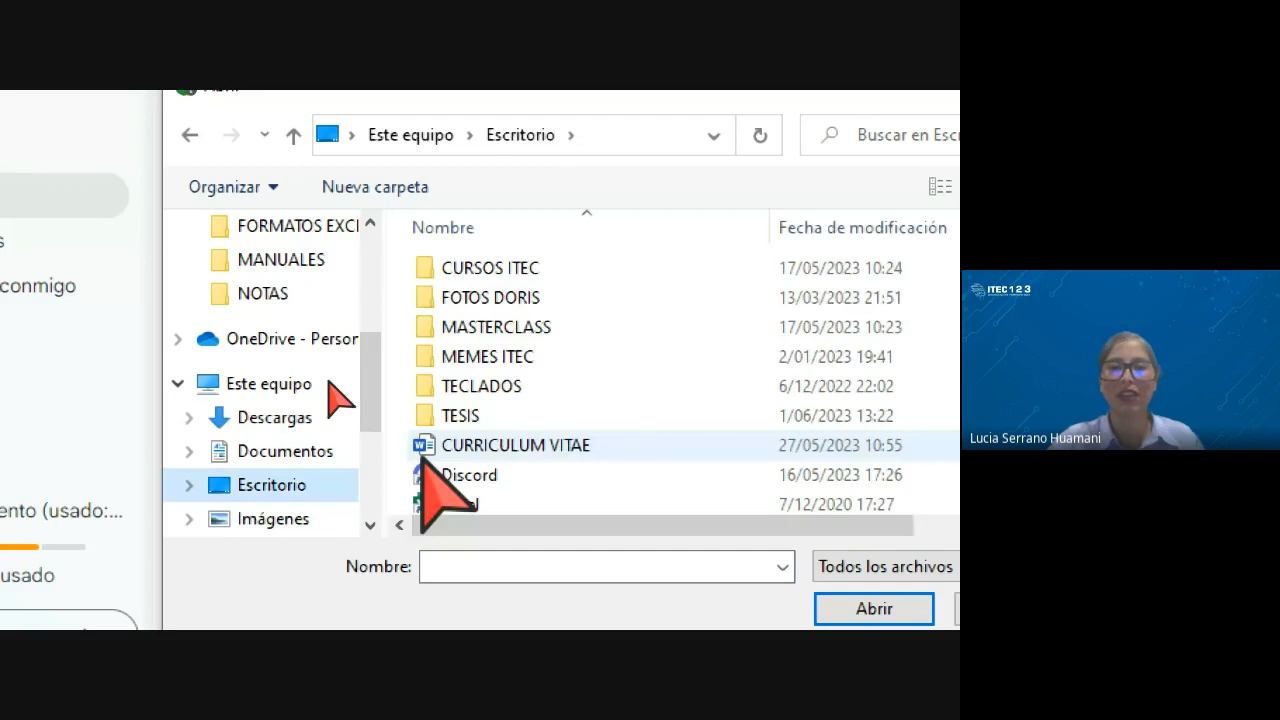 Este equipo
Escritorio
Buscar en
Organizar
Nueva carpeta
Nombre
Fecha de modificación
FORMATOS
MANUALES
NOTAS
OneDrive -
Este equipo
Descargas
Documentos
Escritorio
Imágenes
CURSOS ITEC 17/05/2023 10:24
FOTOS DORIS 13/03/2023 21:51
MASTERCLASS 17/05/2023 10:23
MEMES ITEC 2/01/2023 19:41
TECLADOS 6/12/2022 22:02
TESIS 1/06/2023 13:22
CURRICULUM VITAE 27/05/2023 10:55
Discord 16/05/2023 17:26
7/12/2020 17:27
Nombre:
Todos los archivos
Abrir
conmigo
(usado:...
usado
ITEC 1 2 3
Lucia Serrano Huamani